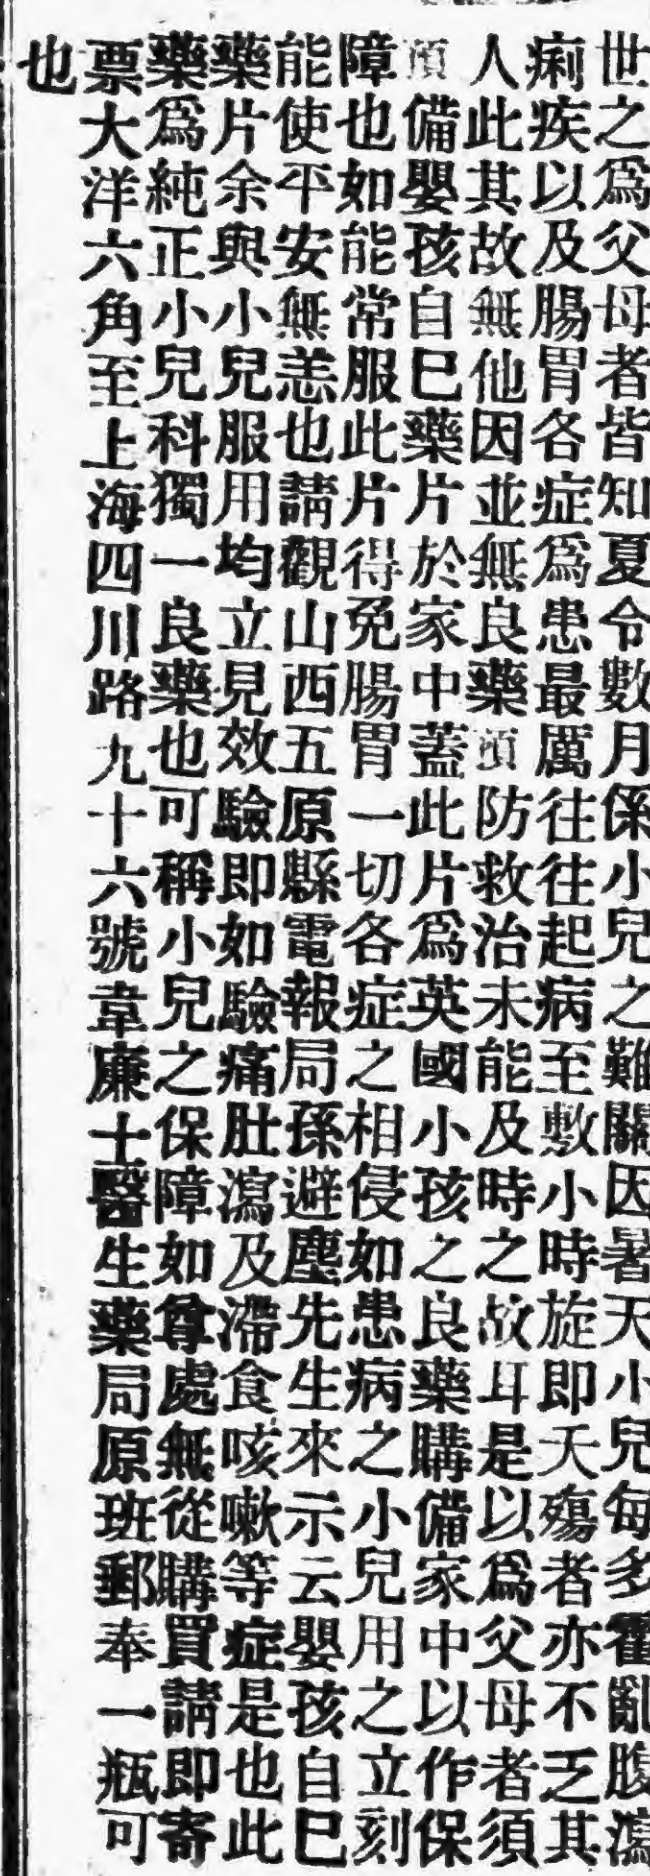 世之爲父母者皆知夏令數月係小兒之難關因暑天小兒每多霍亂腹瀉
痢疾以及腸胃各症爲患最厲往往起病至數小時旋即夭殤者亦不乏其
人此其故無他因並無良藥預防救治未能及時之故耳是以爲父母者須
預備嬰孩自巳藥片於家中蓋此片爲英國小孩之良藥購備家中以作保
障也如能常服此片得免腸胃一切各症之相侵如患病之小兒用之立刻
能使平安無恙也請觀山西五原縣電報局孫避塵先生來示云嬰孩自巳
藥片余與小兒服用均立見效驗即如驗痛肚瀉及滯食咳嗽等症是也此
藥爲純正小兒科獨一良藥也可稱小兒之保障如尊處無從購買請即寄
票大洋六角至上海四川路九十六號韋廉士醫生藥局原班郵奉一瓶可
也